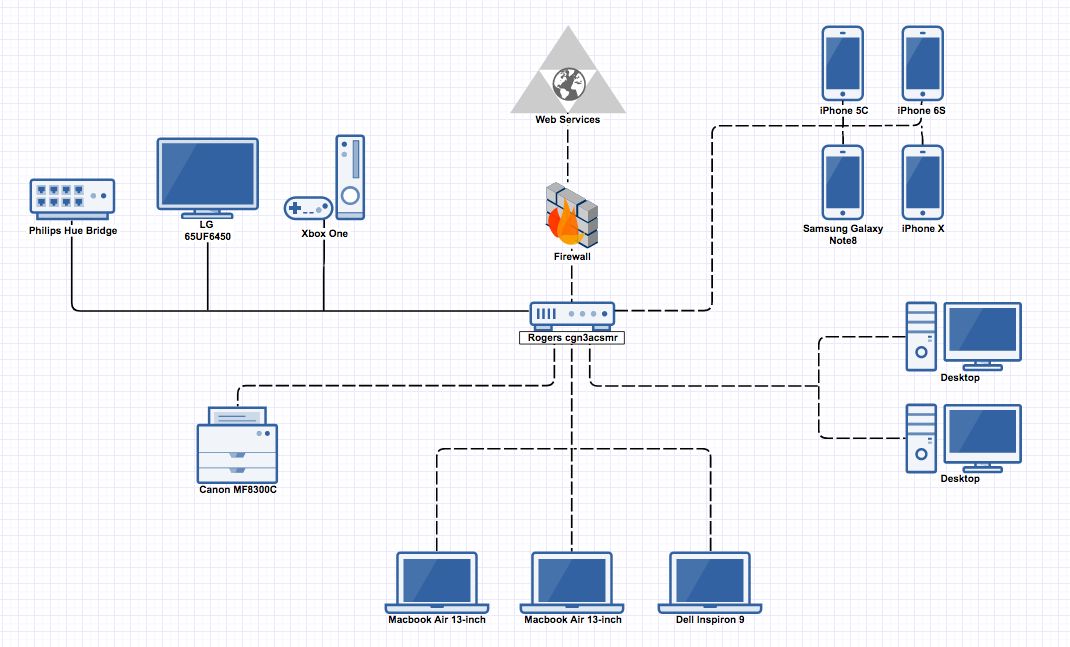 iPhone 5C
iPhone 6S
Web Services
Philips Hue Bridge
LG
65UF6450
Xbox One
Samsung Galaxy
Note8
iPhone X
Firewall
Rogers cgn3acsmr
Desktop
Desktop
Canon MF8300C
Macbook Air 13-inch
Macbook Air 13-inch
Dell Inspiron 9